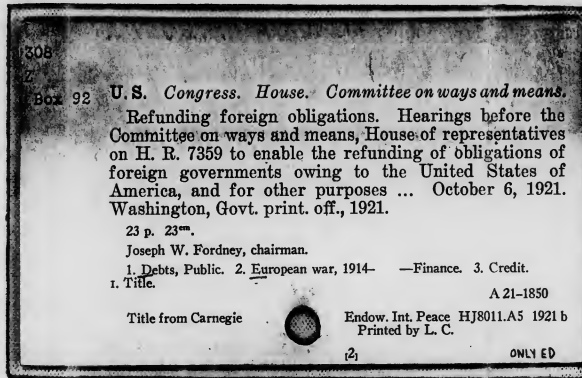 308
Z
Box 92
U.S. Congress. House. Committee on ways and means.
Refunding foreign obligations. Hearings before the
Committee on ways and means, House of representatives
on H. R. 7359 to enable the refunding of obligations of
foreign governments owing to the United States of
America, and for other purposes ... October 6, 1921.
Washington, Govt. print. off., 1921.
23 p. 23cm.
Joseph W. Fordney, chairman.
1. Debts, Public. 2. European war, 1914– —Finance. 3. Credit.
I. Title.
A 21–1850
Title from Carnegie Endow. Int. Peace HJ8011.A5 1921 b
Printed by L. C.
[2]
ONLY ED